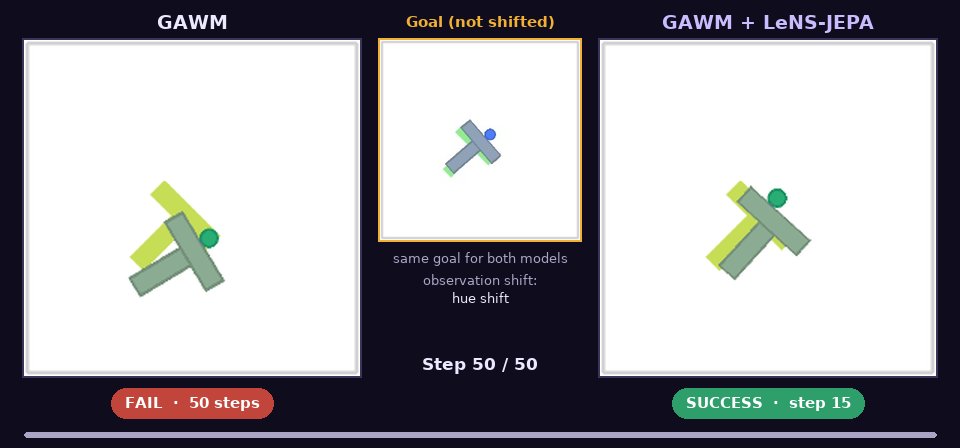 GAWM
Goal (not shifted)
GAWM + LeNS-JEPA
same goal for both models
observation shift:
hue shift
Step 50 / 50
FAIL · 50 steps
SUCCESS · step 15